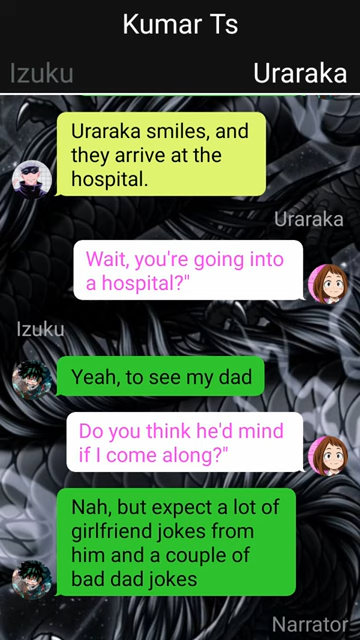 Kumar Ts
Izuku
Uraraka
Uraraka smiles, and
they arrive at the
hospital.
Uraraka
Wait, you're going into
a hospital?"
Izuku
Yeah, to see my dad
Do you think he'd mind
if I come along?"
Nah, but expect a lot of
girlfriend jokes from
him and a couple of
bad dad jokes
Narrator